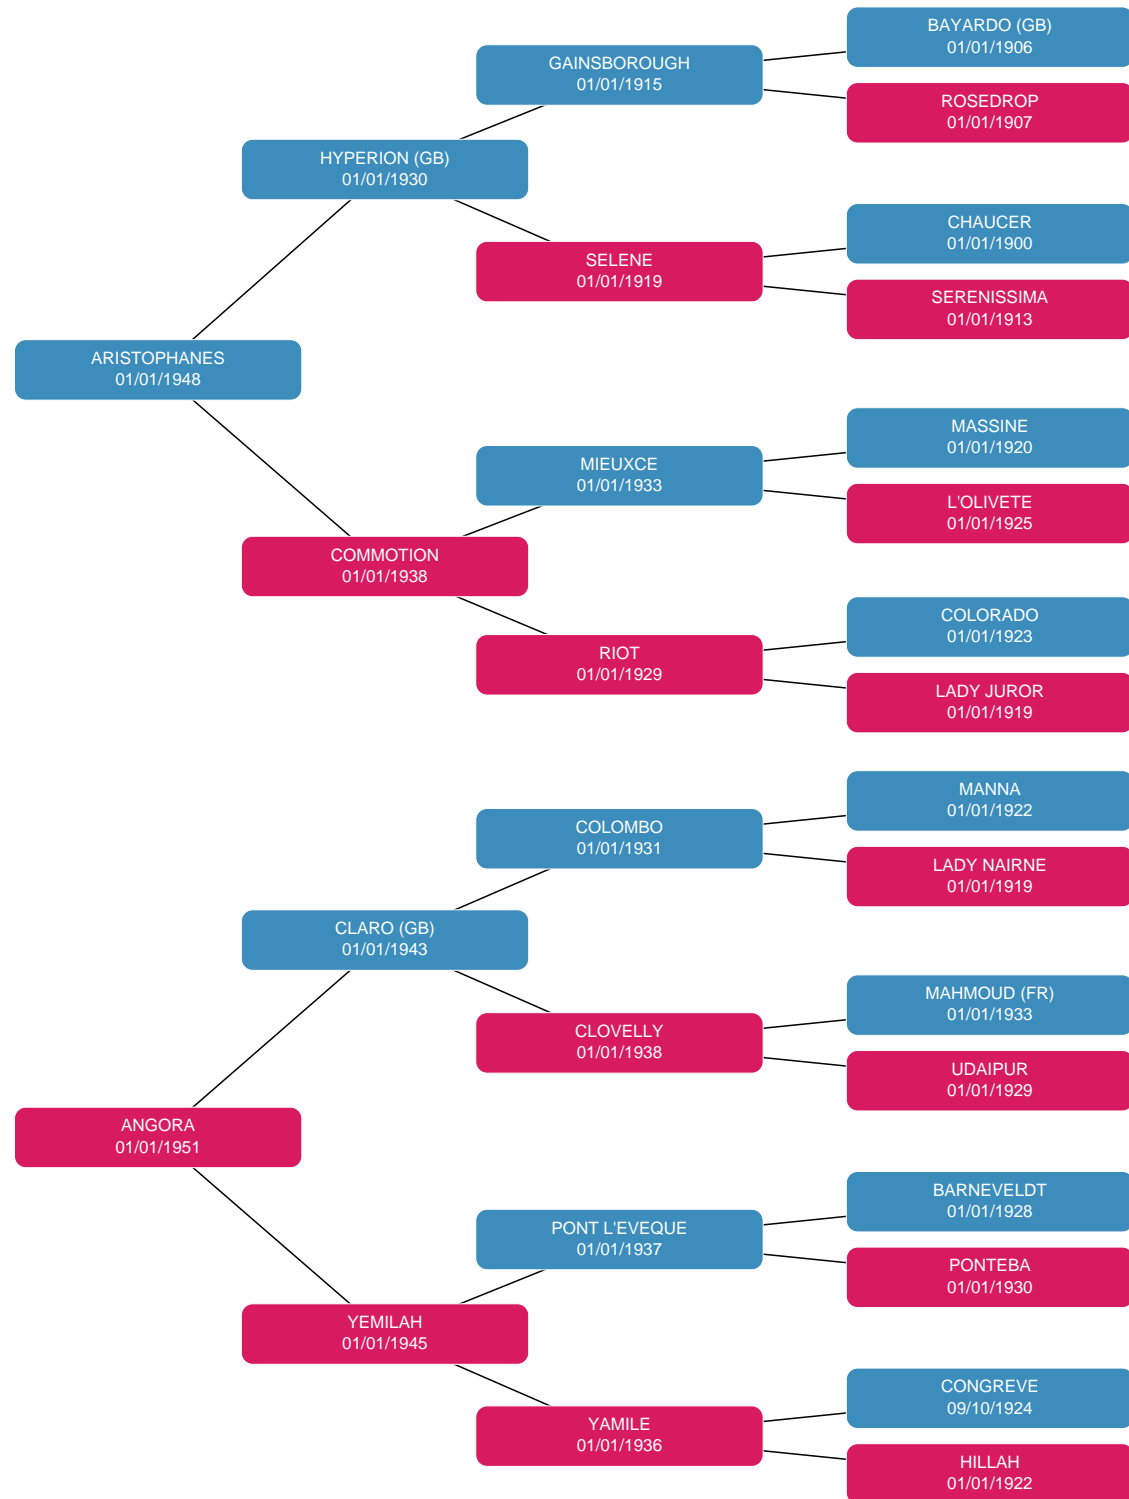 BAYARDO (GB)
01/01/1906
GAINSBOROUGH
01/01/1915
ROSEDROP
01/01/1907
HYPERION (GB)
01/01/1930
CHAUCER
01/01/1900
SELENE
01/01/1919
SERENISSIMA
01/01/1913
ARISTOPHANES
01/01/1948
MASSINE
01/01/1920
MIEUXCE
01/01/1933
L'OLIVETE
01/01/1925
COMMOTION
01/01/1938
COLORADO
01/01/1923
RIOT
01/01/1929
LADY JUROR
01/01/1919
MANNA
01/01/1922
COLOMBO
01/01/1931
LADY NAIRNE
01/01/1919
CLARO (GB)
01/01/1943
MAHMOUD (FR)
01/01/1933
CLOVELLY
01/01/1938
UDAIPUR
01/01/1929
ANGORA
01/01/1951
BARNEVELDT
01/01/1928
PONT L'EVEQUE
01/01/1937
PONTEBA
01/01/1930
YEMILAH
01/01/1945
CONGREVE
09/10/1924
YAMILE
01/01/1936
HILLAH
01/01/1922